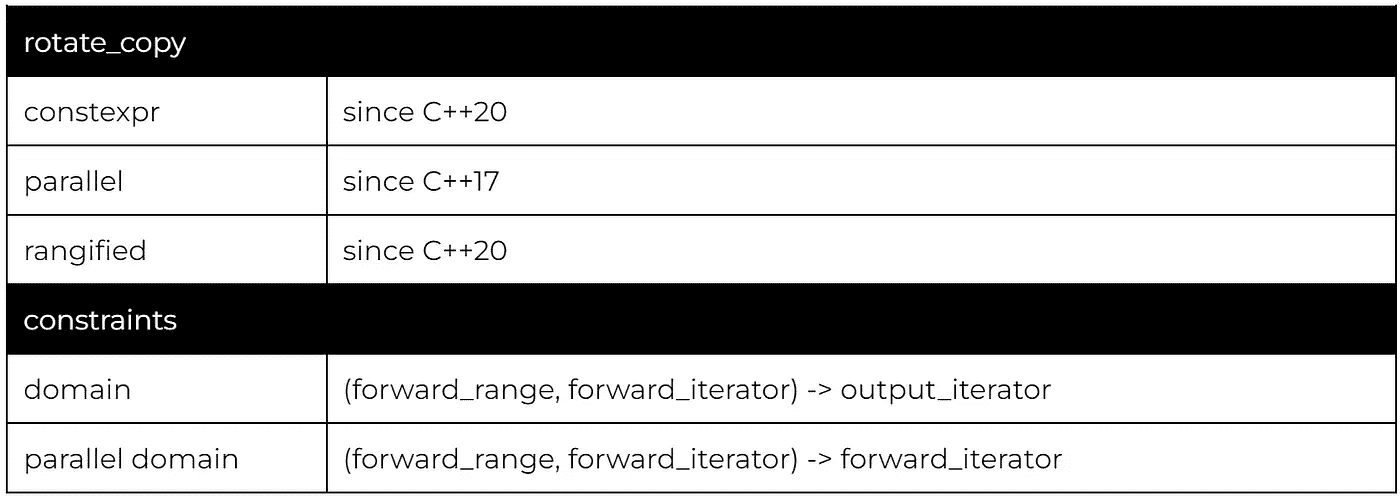 rotate_copy
constexpr since C++20
parallel since C++17
rangified since C++20
constraints
domain (forward_range, forward_iterator) -> output_iterator
parallel domain (forward_range, forward_iterator) -> forward_iterator